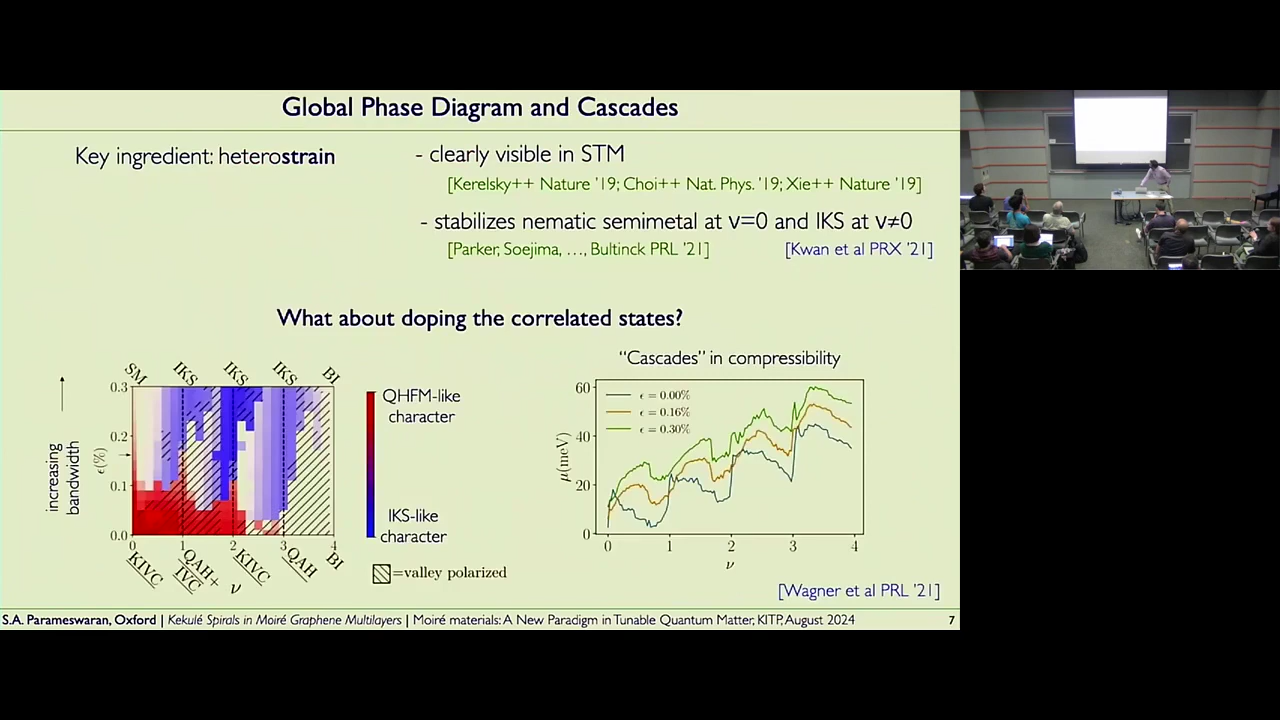 Global Phase Diagram and Cascades
Key ingredient: heterostrain
- clearly visible in STM
[Kerelsky++ Nature '19; Choi++ Nat. Phys. '19; Xie++ Nature '19]
- stabilizes nematic semimetal at ν=0 and IKS at ν≠0
[Parker, Soejima, …, Bultinck PRL '21]
[Kwan et al PRX '21]
What about doping the correlated states?
SM IKS IKS IKS BI
increasing bandwidth
ϵ(%)
0.3
0.2
0.1
0.0
0 1 2 3 4
KIVC QAH+IVC KIVC QAH BI
ν
QHFM-like
character
IKS-like
character
=valley polarized
"Cascades" in compressibility
ϵ = 0.00%
ϵ = 0.16%
ϵ = 0.30%
μ(meV)
60
40
20
0
0 1 2 3 4
ν
[Wagner et al PRL '21]
S.A. Parameswaran, Oxford | Kekulé Spirals in Moiré Graphene Multilayers | Moiré materials: A New Paradigm in Tunable Quantum Matter, KITP, August 2024 7